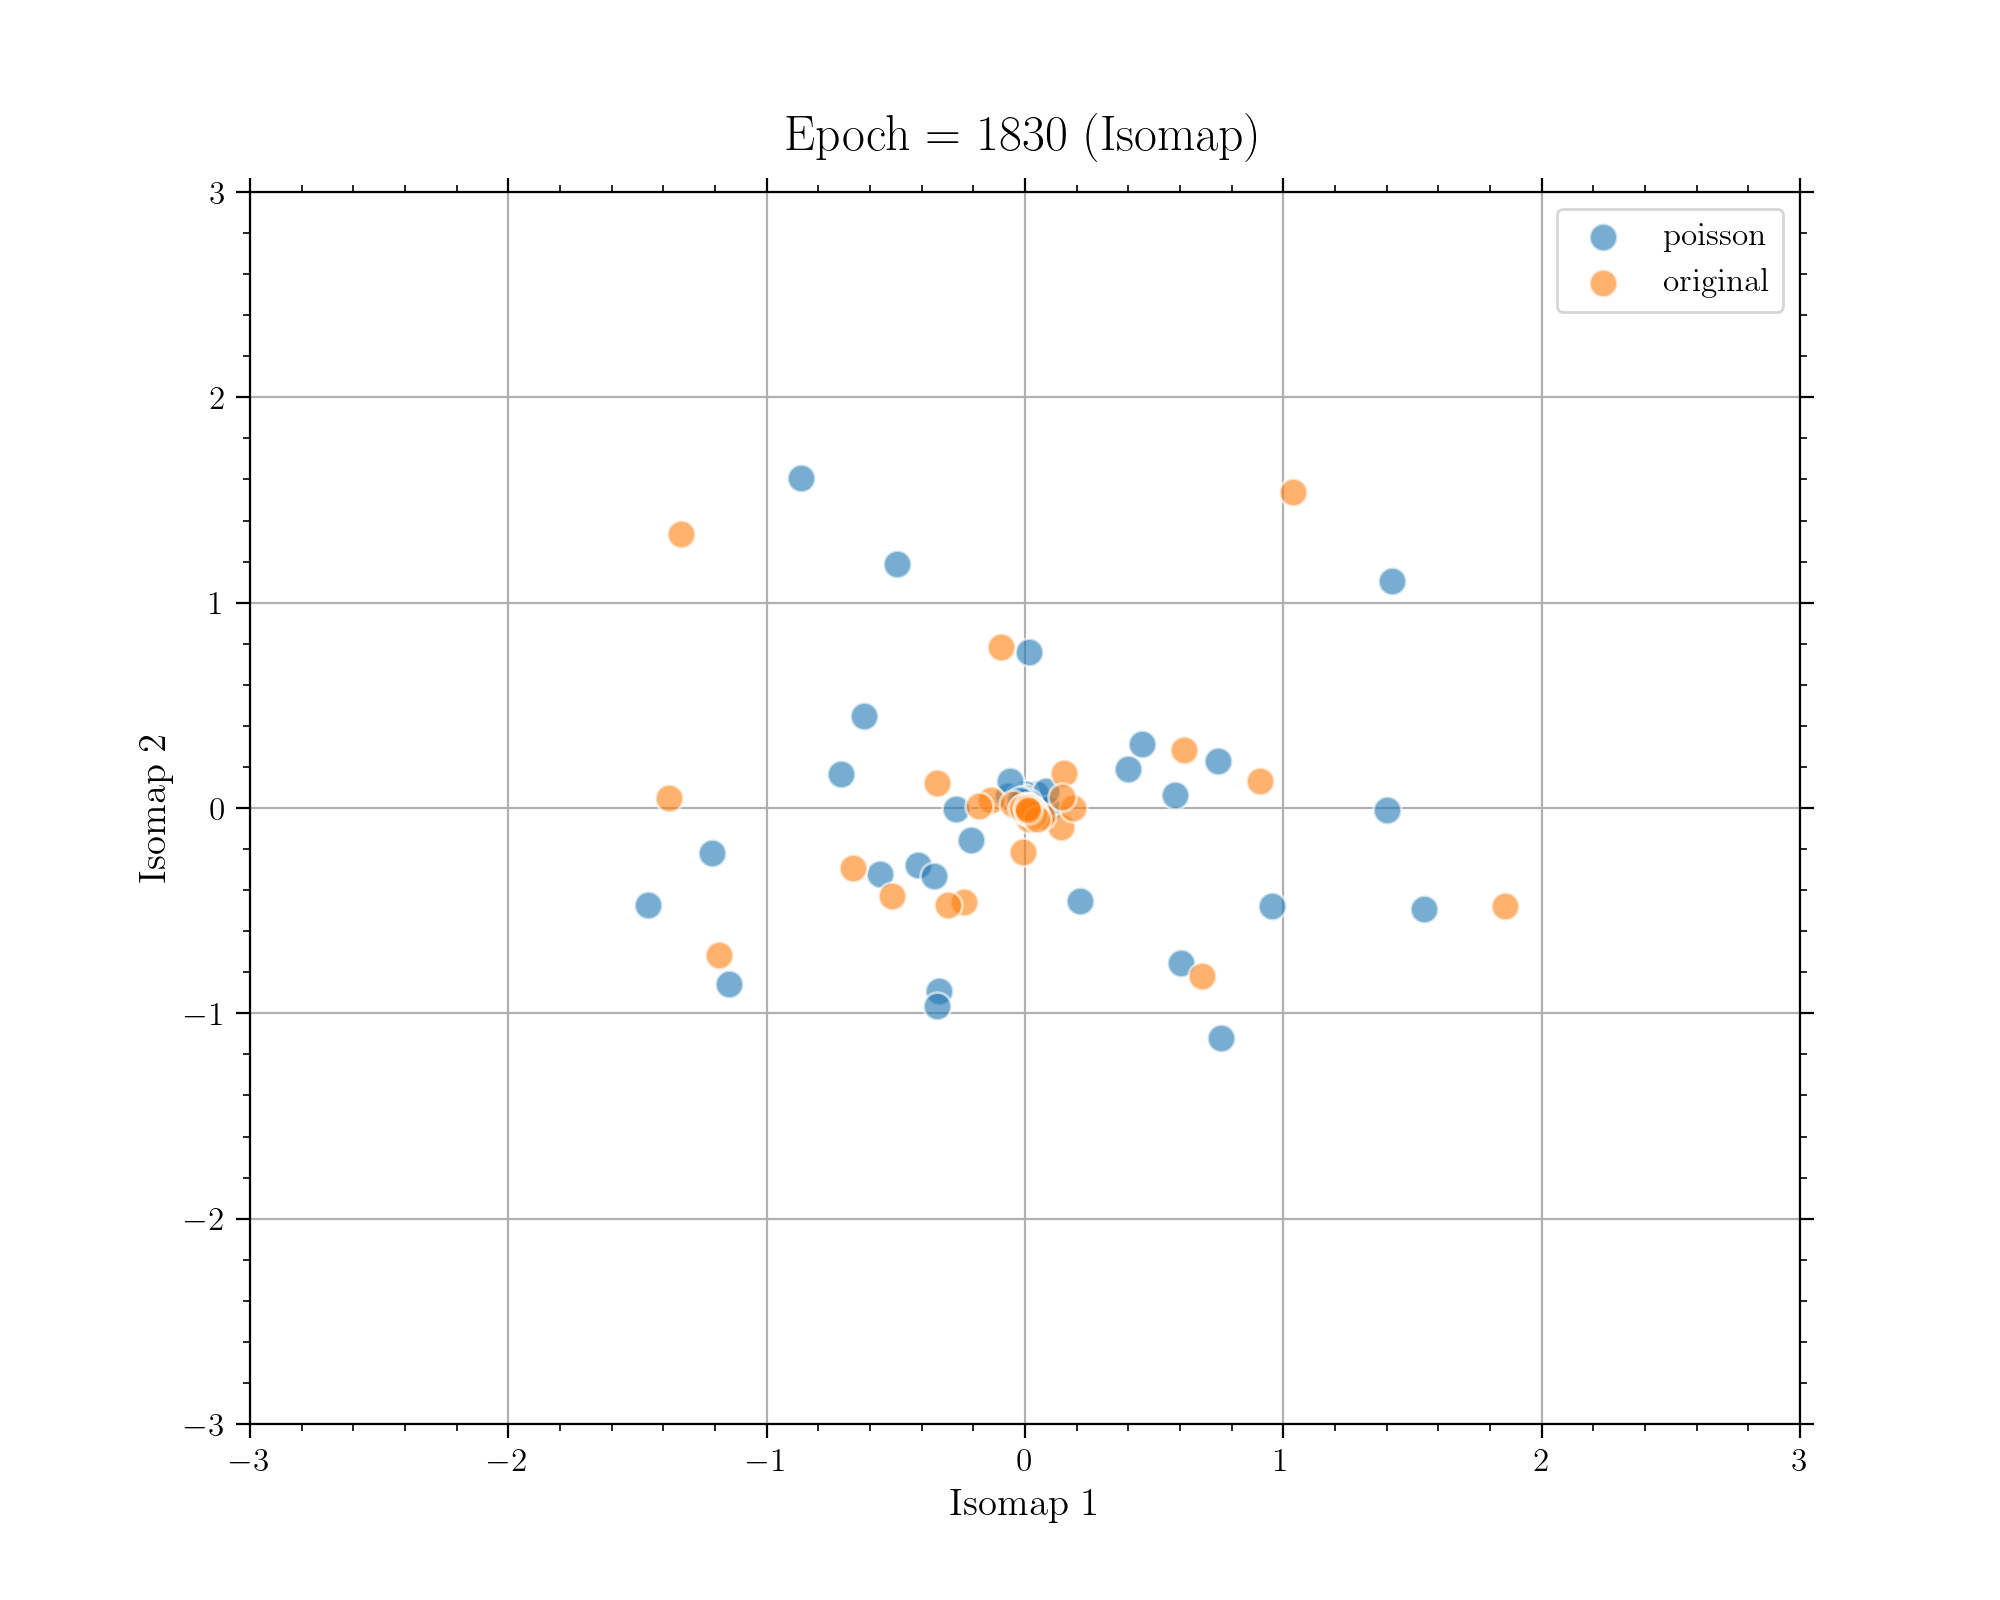 Epoch = 1830 (Isomap)
poisson
original
3
2
1
0
−1
−2
−3
Isomap 2
−3
−2
−1
0
1
2
3
Isomap 1